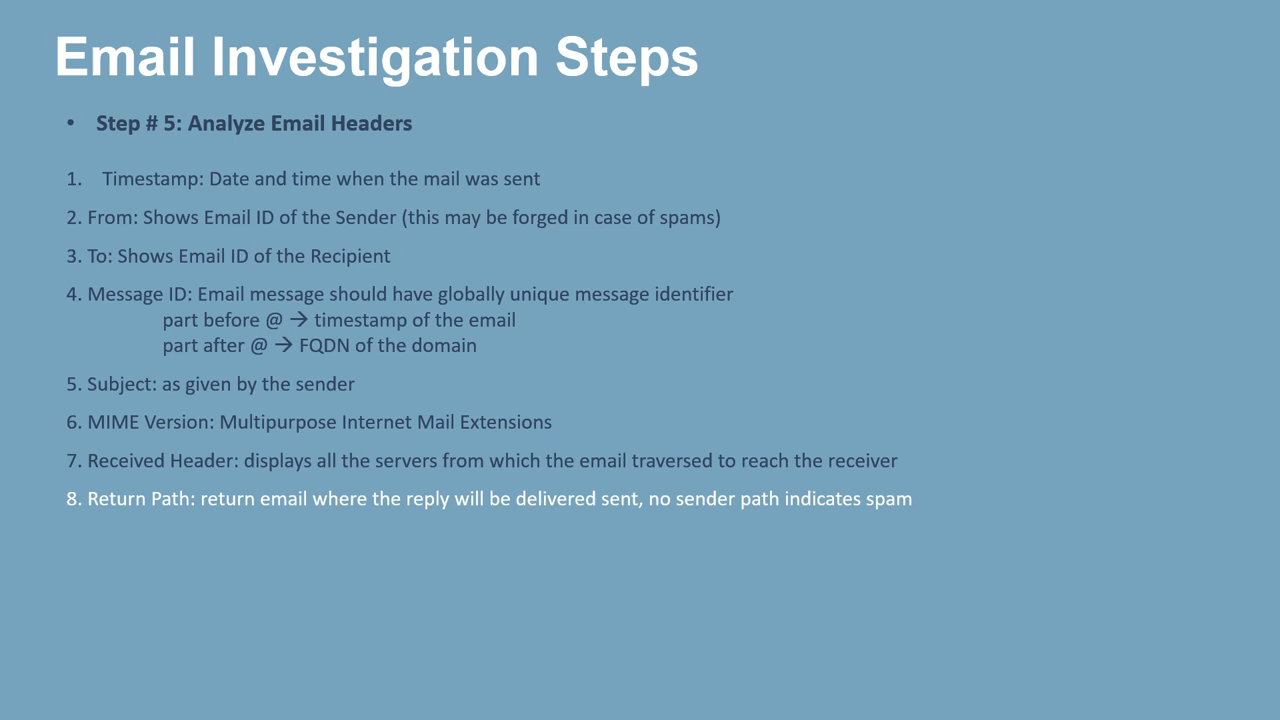 Email Investigation Steps
• Step # 5: Analyze Email Headers
1. Timestamp: Date and time when the mail was sent
2. From: Shows Email ID of the Sender (this may be forged in case of spams)
3. To: Shows Email ID of the Recipient
4. Message ID: Email message should have globally unique message identifier
part before @ → timestamp of the email
part after @ → FQDN of the domain
5. Subject: as given by the sender
6. MIME Version: Multipurpose Internet Mail Extensions
7. Received Header: displays all the servers from which the email traversed to reach the receiver
8. Return Path: return email where the reply will be delivered sent, no sender path indicates spam